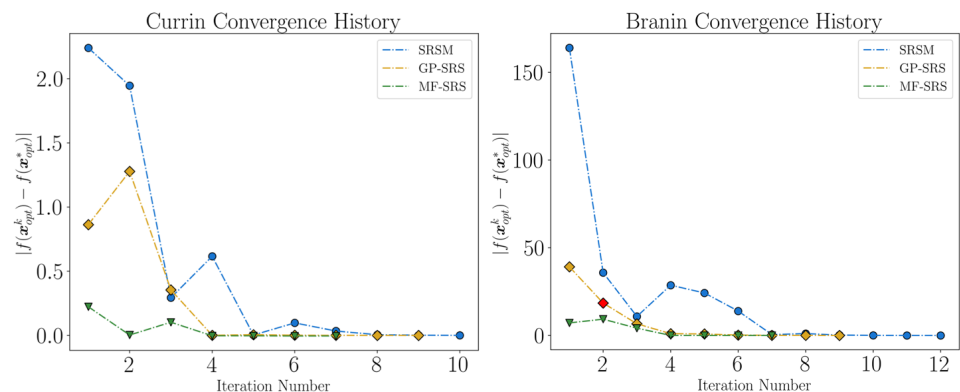 Currin Convergence History
SRSM
GP-SRS
MF-SRS
2.0
1.5
1.0
0.5
0.0
|f(x^k_opt) − f(x^*_opt)|
2 4 6 8 10
Iteration Number
Branin Convergence History
SRSM
GP-SRS
MF-SRS
150
100
50
0
|f(x^k_opt) − f(x^*_opt)|
2 4 6 8 10 12
Iteration Number